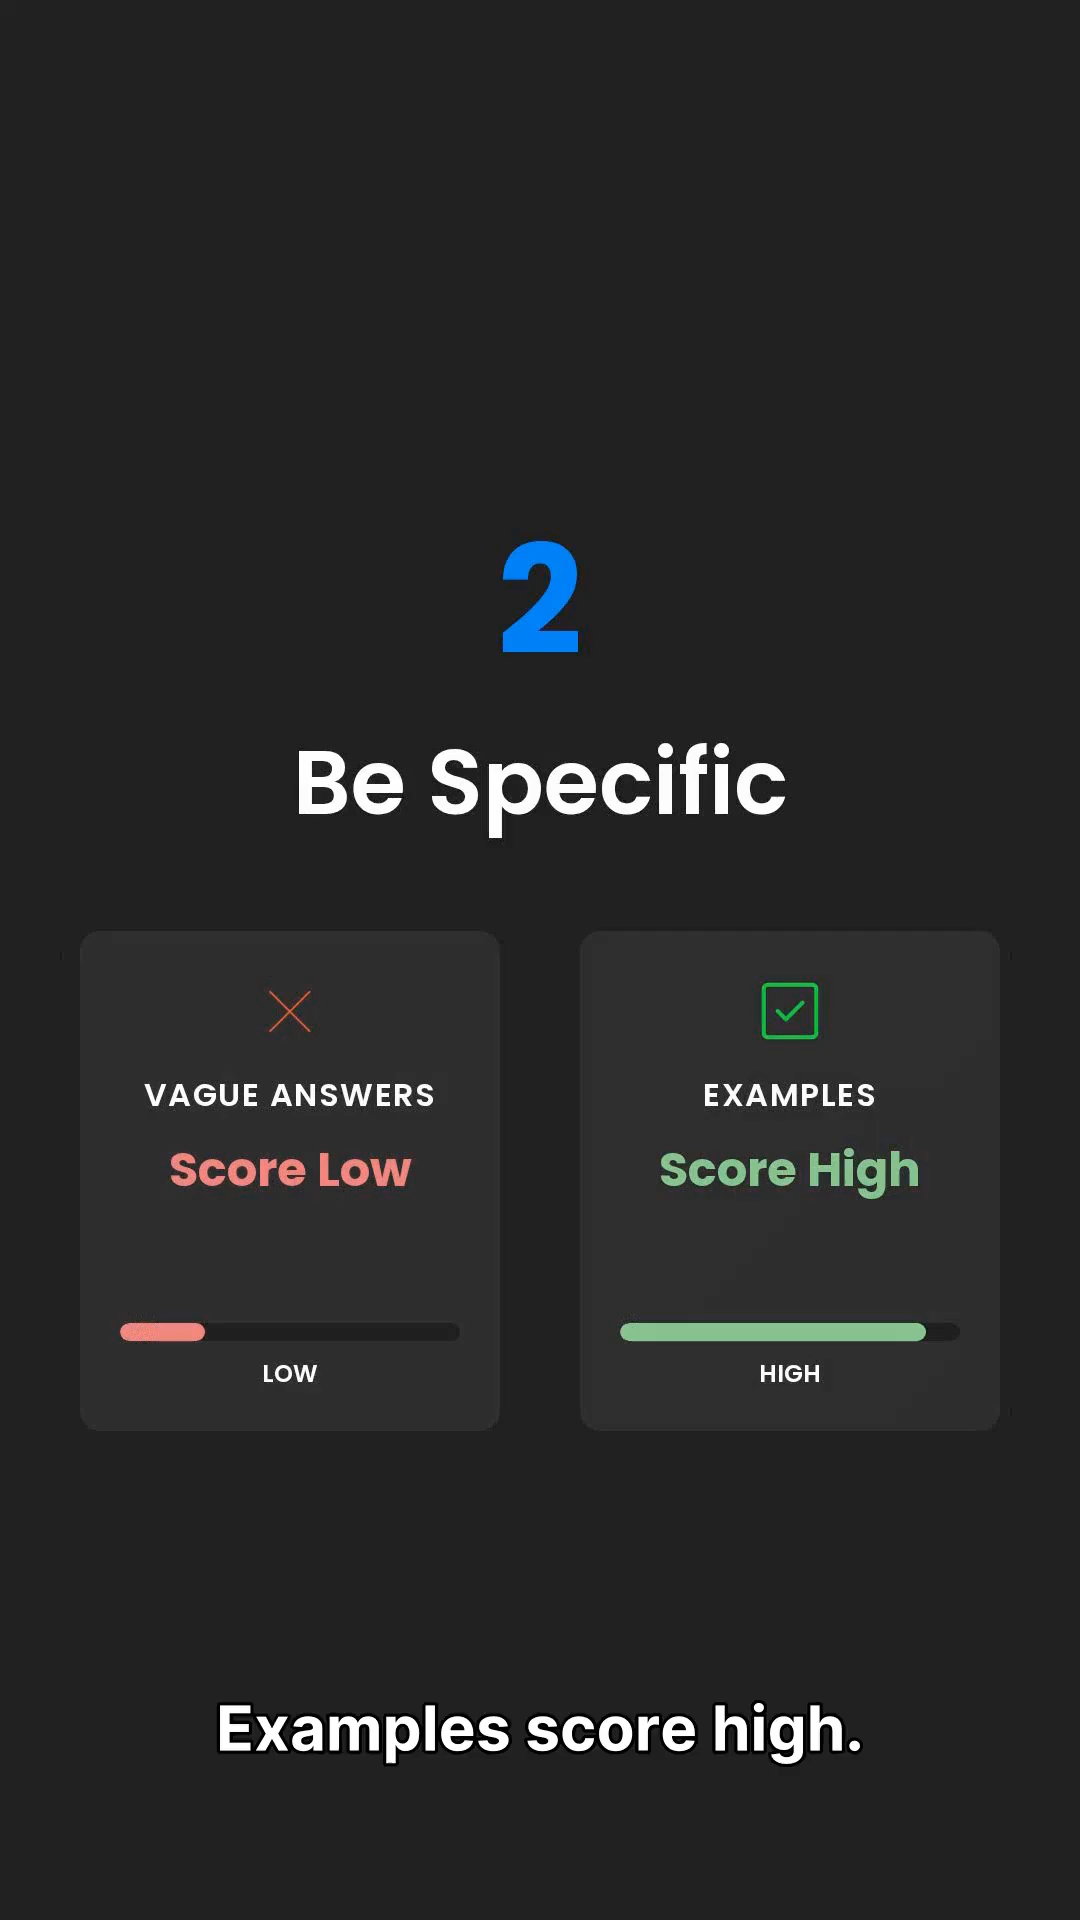 2
Be Specific
VAGUE ANSWERS
Score Low
LOW
EXAMPLES
Score High
HIGH
Examples score high.